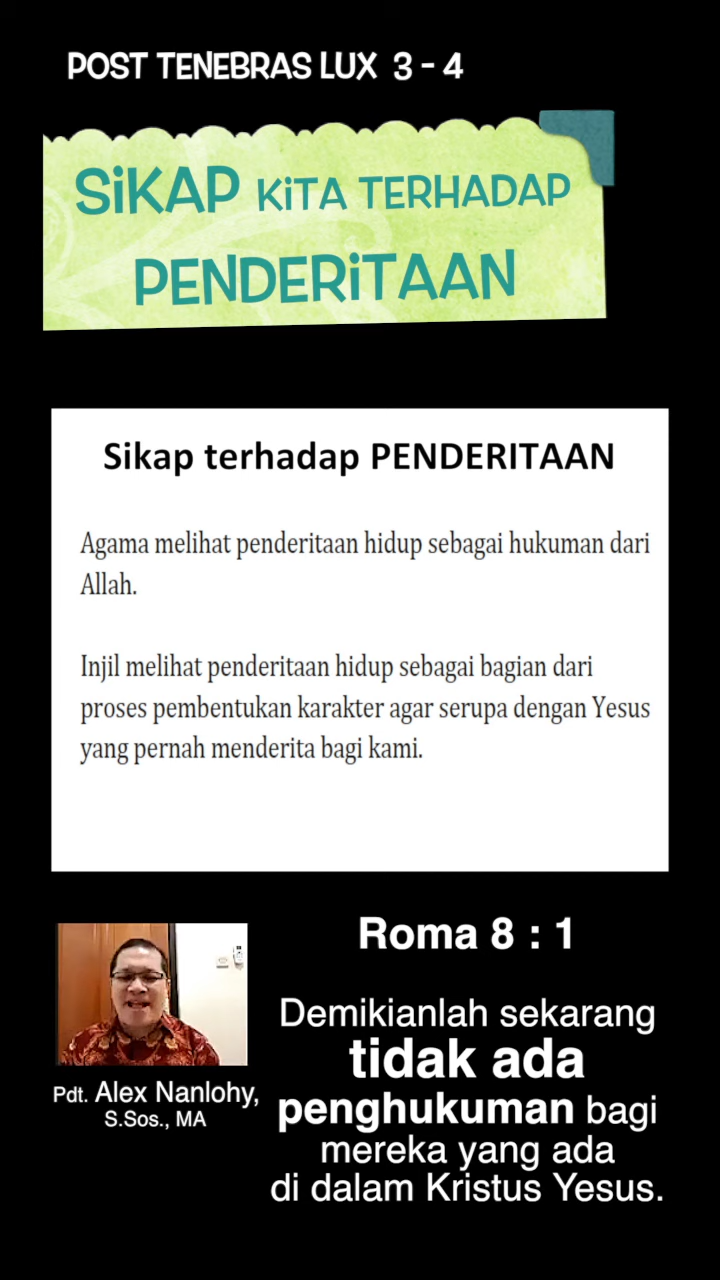 POST TENEBRAS LUX 3 - 4
SiKAP KiTA TERHADAP
PENDERiTAAN
Sikap terhadap PENDERITAAN
Agama melihat penderitaan hidup sebagai hukuman dari
Allah.
Injil melihat penderitaan hidup sebagai bagian dari
proses pembentukan karakter agar serupa dengan Yesus
yang pernah menderita bagi kami.
Roma 8 : 1
Demikianlah sekarang
tidak ada
penghukuman bagi
mereka yang ada
di dalam Kristus Yesus.
Pdt. Alex Nanlohy,
S.Sos., MA